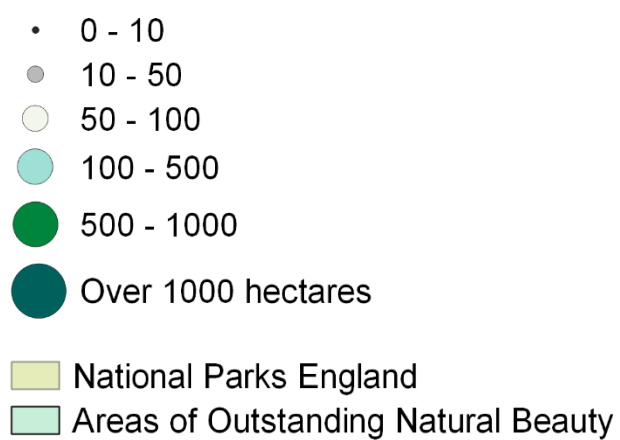 0 - 10
10 - 50
50 - 100
100 - 500
500 - 1000
Over 1000 hectares
National Parks England
Areas of Outstanding Natural Beauty